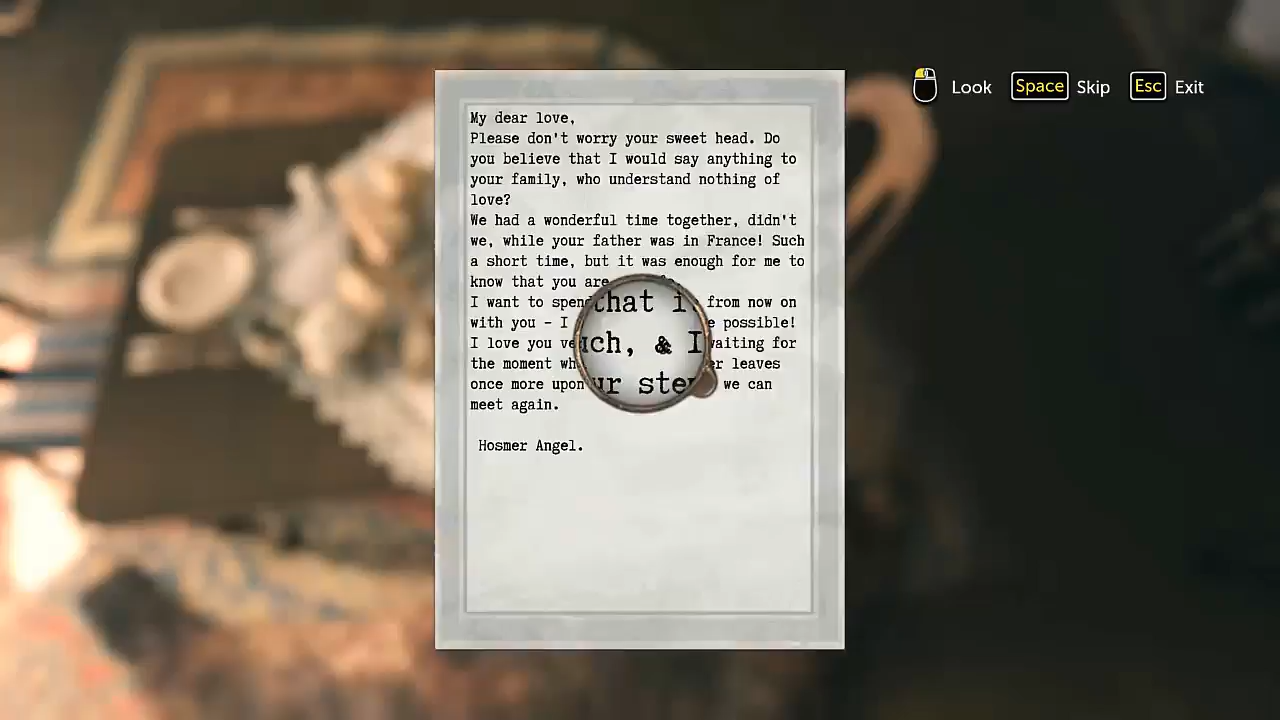 Look Space Skip Esc Exit
My dear love,
Please don't worry your sweet head. Do
you believe that I would say anything to
your family, who understand nothing of
love?
We had a wonderful time together, didn't
we, while your father was in France! Such
a short time, but it was enough for me to
know that you are
I want to spend that i from now on
with you - I e possible!
I love you ve uch, & I waiting for
the moment wh er leaves
once more upon ur step we can
meet again.
Hosmer Angel.